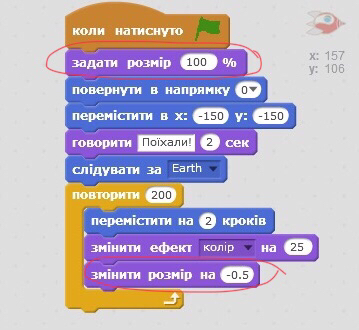 коли натиснуто
задати розмір 100 %
повернути в напрямку 0
перемістити в x: -150 y: -150
говорити Поїхали! 2 сек
слідувати за Earth
повторити 200
перемістити на 2 кроків
змінити ефект колір на 25
змінити розмір на -0.5
x: 157
y: 106